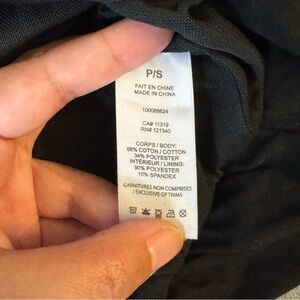 P/S
FAIT EN CHINE
MADE IN CHINA
100088624
CA# 11319
RN# 121340
CORPS / BODY:
66% COTON / COTTON
34% POLYESTER
INTÉRIEUR / LINING:
90% POLYESTER
10% SPANDEX
GARNITURES NON COMPRISES
/ EXCLUSIVE OF TRIMS.